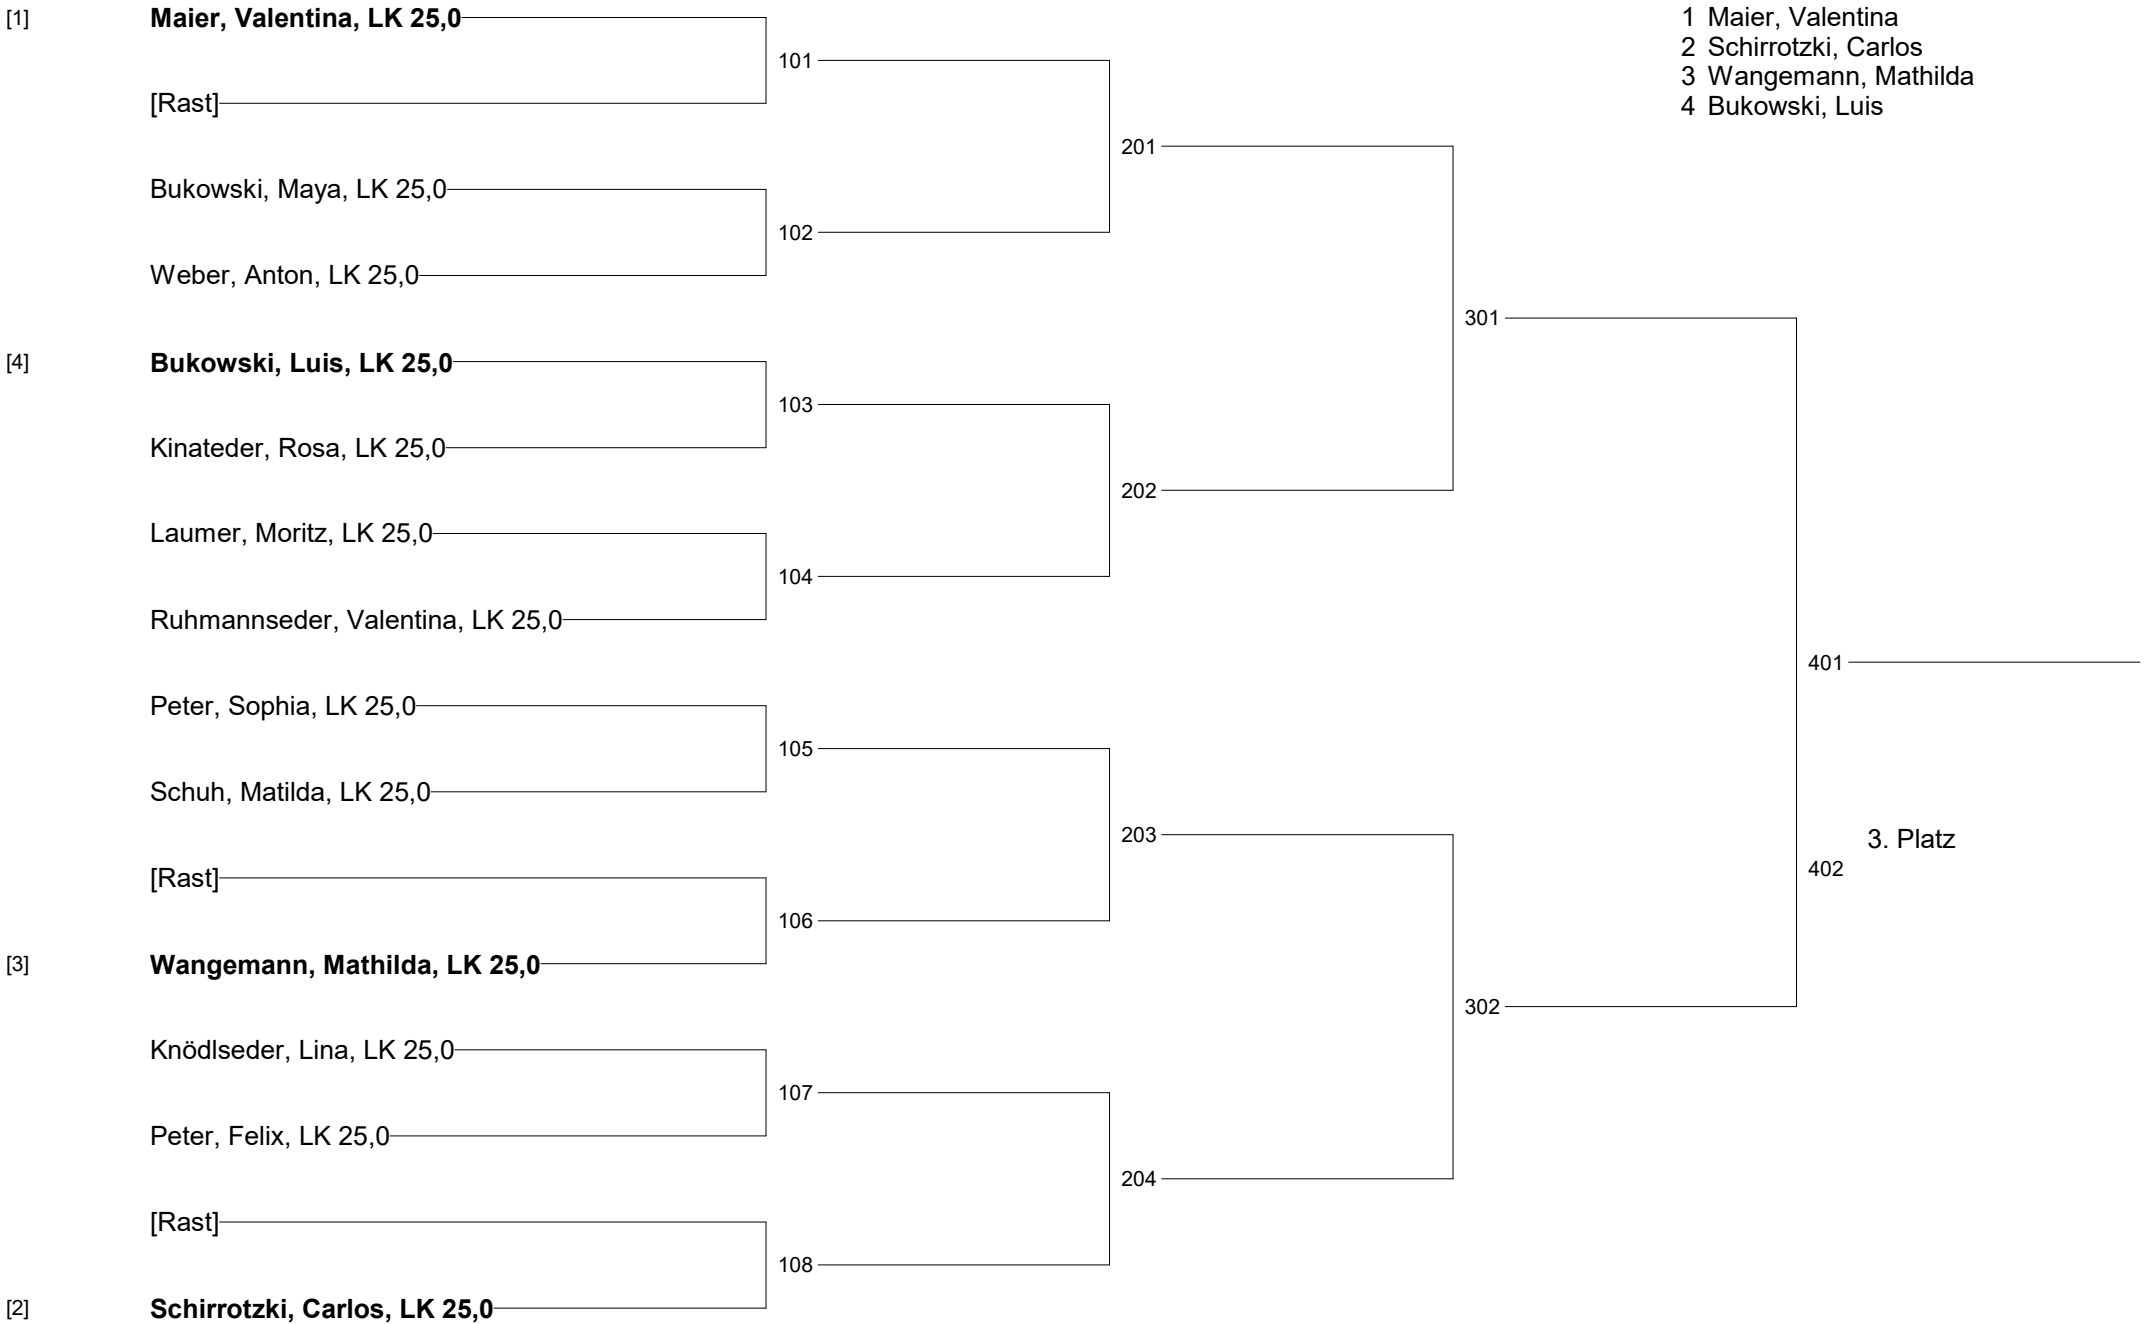 [1] Maier, Valentina, LK 25,0
1 Maier, Valentina
2 Schirrotzki, Carlos
3 Wangemann, Mathilda
4 Bukowski, Luis
101
[Rast]
201
Bukowski, Maya, LK 25,0
102
Weber, Anton, LK 25,0
301
[4] Bukowski, Luis, LK 25,0
103
Kinateder, Rosa, LK 25,0
202
Laumer, Moritz, LK 25,0
104
Ruhmannseder, Valentina, LK 25,0
401
Peter, Sophia, LK 25,0
105
Schuh, Matilda, LK 25,0
203
3. Platz
402
[Rast]
106
[3] Wangemann, Mathilda, LK 25,0
302
Knödlseder, Lina, LK 25,0
107
Peter, Felix, LK 25,0
204
[Rast]
108
[2] Schirrotzki, Carlos, LK 25,0